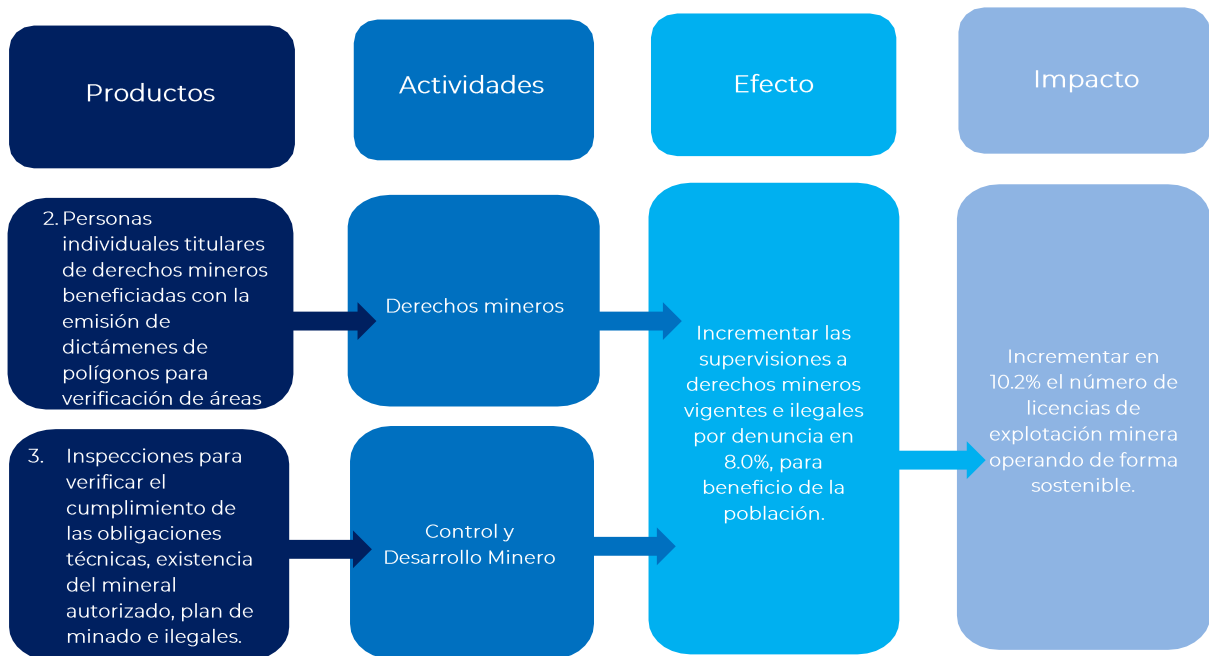 Productos
Actividades
Efecto
Impacto
2. Personas
individuales titulares
de derechos mineros
beneficiadas con la
emisión de
dictámenes de
polígonos para
verificación de áreas
Derechos mineros
3. Inspecciones para
verificar el
cumplimiento de
las obligaciones
técnicas, existencia
del mineral
autorizado, plan de
minado e ilegales.
Control y
Desarrollo Minero
Incrementar las
supervisiones a
derechos mineros
vigentes e ilegales
por denuncia en
8.0%, para
beneficio de la
población.
Incrementar en
10.2% el número de
licencias de
explotación minera
operando de forma
sostenible.